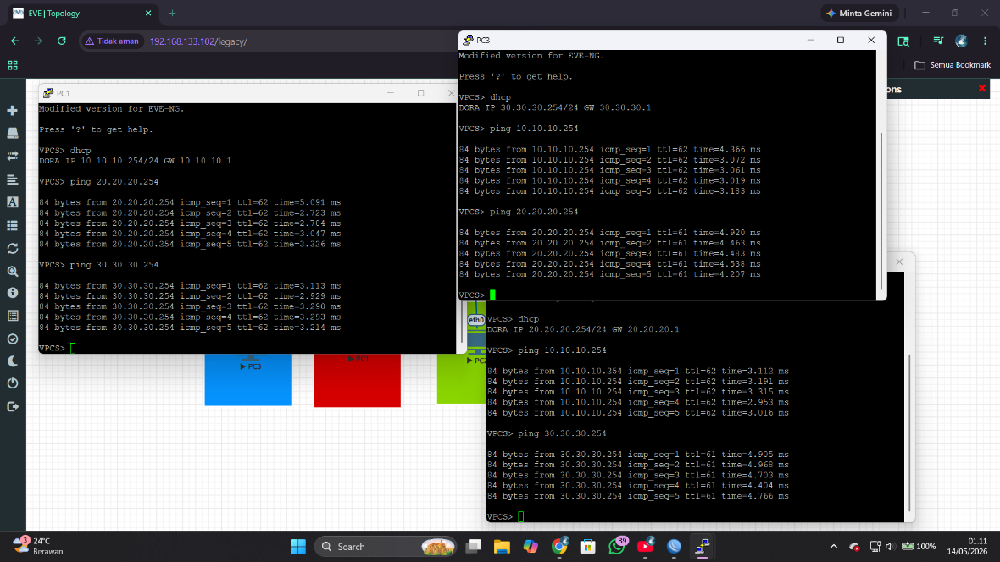 EVE | Topology
Minta Gemini
Tidak aman
192.168.133.102/legacy/
Semua Bookmark
PC1
Modified version for EVE-NG.
Press '?' to get help.
VPCS> dhcp
DORA IP 10.10.10.254/24 GW 10.10.10.1
VPCS> ping 20.20.20.254
84 bytes from 20.20.20.254 icmp_seq=1 ttl=62 time=5.091 ms
84 bytes from 20.20.20.254 icmp_seq=2 ttl=62 time=2.723 ms
84 bytes from 20.20.20.254 icmp_seq=3 ttl=62 time=2.784 ms
84 bytes from 20.20.20.254 icmp_seq=4 ttl=62 time=3.047 ms
84 bytes from 20.20.20.254 icmp_seq=5 ttl=62 time=3.326 ms
VPCS> ping 30.30.30.254
84 bytes from 30.30.30.254 icmp_seq=1 ttl=62 time=3.113 ms
84 bytes from 30.30.30.254 icmp_seq=2 ttl=62 time=2.929 ms
84 bytes from 30.30.30.254 icmp_seq=3 ttl=62 time=3.290 ms
84 bytes from 30.30.30.254 icmp_seq=4 ttl=62 time=3.293 ms
84 bytes from 30.30.30.254 icmp_seq=5 ttl=62 time=3.214 ms
VPCS>
PC3
Modified version for EVE-NG.
Press '?' to get help.
VPCS> dhcp
DORA IP 30.30.30.254/24 GW 30.30.30.1
VPCS> ping 10.10.10.254
84 bytes from 10.10.10.254 icmp_seq=1 ttl=62 time=4.366 ms
84 bytes from 10.10.10.254 icmp_seq=2 ttl=62 time=3.072 ms
84 bytes from 10.10.10.254 icmp_seq=3 ttl=62 time=3.061 ms
84 bytes from 10.10.10.254 icmp_seq=4 ttl=62 time=3.019 ms
84 bytes from 10.10.10.254 icmp_seq=5 ttl=62 time=3.183 ms
VPCS> ping 20.20.20.254
84 bytes from 20.20.20.254 icmp_seq=1 ttl=61 time=4.920 ms
84 bytes from 20.20.20.254 icmp_seq=2 ttl=61 time=4.463 ms
84 bytes from 20.20.20.254 icmp_seq=3 ttl=61 time=4.483 ms
84 bytes from 20.20.20.254 icmp_seq=4 ttl=61 time=4.538 ms
84 bytes from 20.20.20.254 icmp_seq=5 ttl=61 time=4.207 ms
VPCS>
ons
eth0
PC3
PC1
PC2
VPCS> dhcp
DORA IP 20.20.20.254/24 GW 20.20.20.1
VPCS> ping 10.10.10.254
84 bytes from 10.10.10.254 icmp_seq=1 ttl=62 time=3.112 ms
84 bytes from 10.10.10.254 icmp_seq=2 ttl=62 time=3.191 ms
84 bytes from 10.10.10.254 icmp_seq=3 ttl=62 time=3.315 ms
84 bytes from 10.10.10.254 icmp_seq=4 ttl=62 time=2.953 ms
84 bytes from 10.10.10.254 icmp_seq=5 ttl=62 time=3.016 ms
VPCS> ping 30.30.30.254
84 bytes from 30.30.30.254 icmp_seq=1 ttl=61 time=4.905 ms
84 bytes from 30.30.30.254 icmp_seq=2 ttl=61 time=4.968 ms
84 bytes from 30.30.30.254 icmp_seq=3 ttl=61 time=4.703 ms
84 bytes from 30.30.30.254 icmp_seq=4 ttl=61 time=4.404 ms
84 bytes from 30.30.30.254 icmp_seq=5 ttl=61 time=4.766 ms
VPCS>
3
24°C
Berawan
Search
39
100%
01.11
14/05/2026